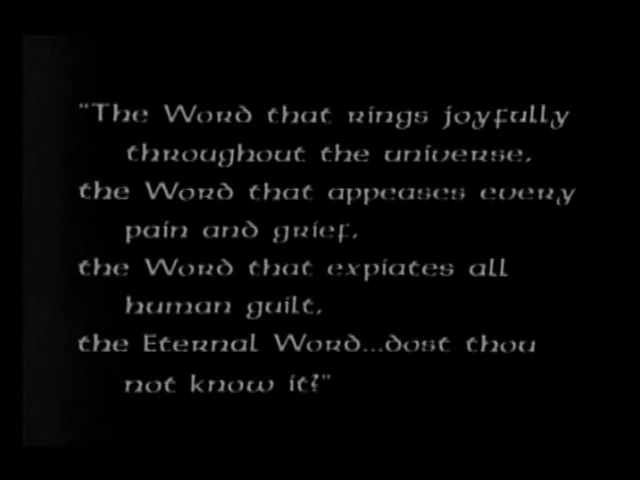 "The Word that rings joyfully
throughout the universe,
the Word that appeases every
pain and grief,
the Word that expiates all
human guilt,
the Eternal Word...dost thou
not know it?"